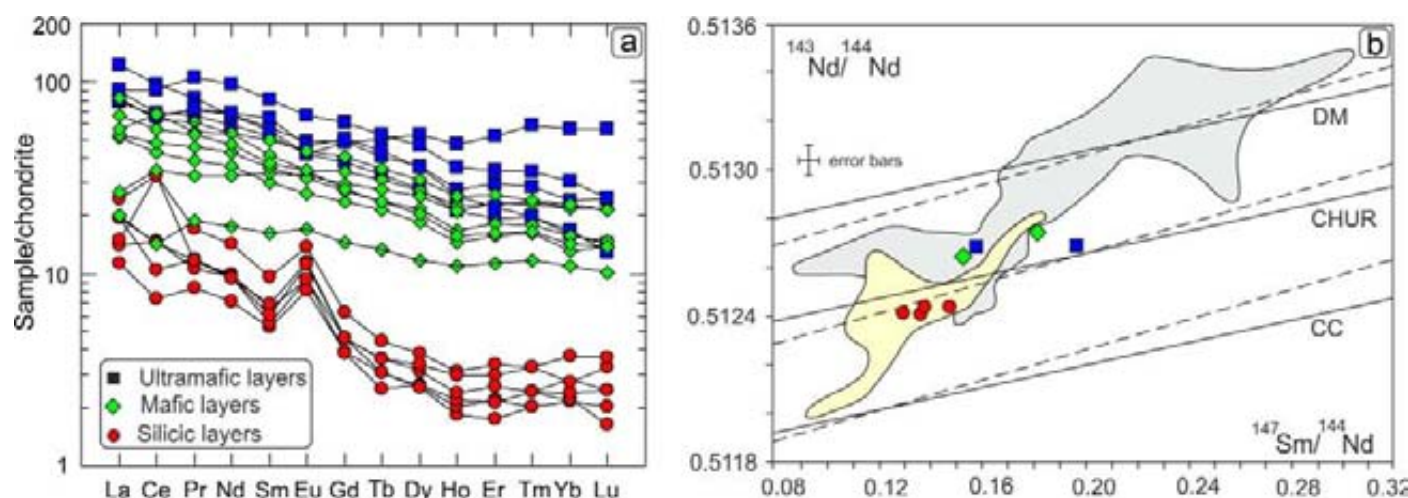 200
100
10
1
Sample/chondrite
a
Ultramafic layers
Mafic layers
Silicic layers
La Ce Pr Nd Sm Eu Gd Tb Dy Ho Er Tm Yb Lu
0.5136
0.5130
0.5124
0.5118
143Nd/144Nd
b
error bars
DM
CHUR
CC
147Sm/144Nd
0.08 0.12 0.16 0.20 0.24 0.28 0.32